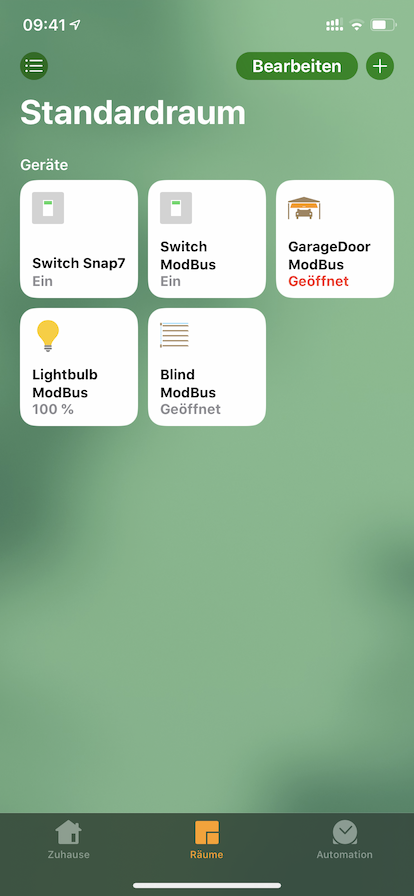 09:41
Bearbeiten
Standardraum
Geräte
Switch Snap7
Ein
Switch
ModBus
Ein
GarageDoor
ModBus
Geöffnet
Lightbulb
ModBus
100 %
Blind
ModBus
Geöffnet
Zuhause
Räume
Automation